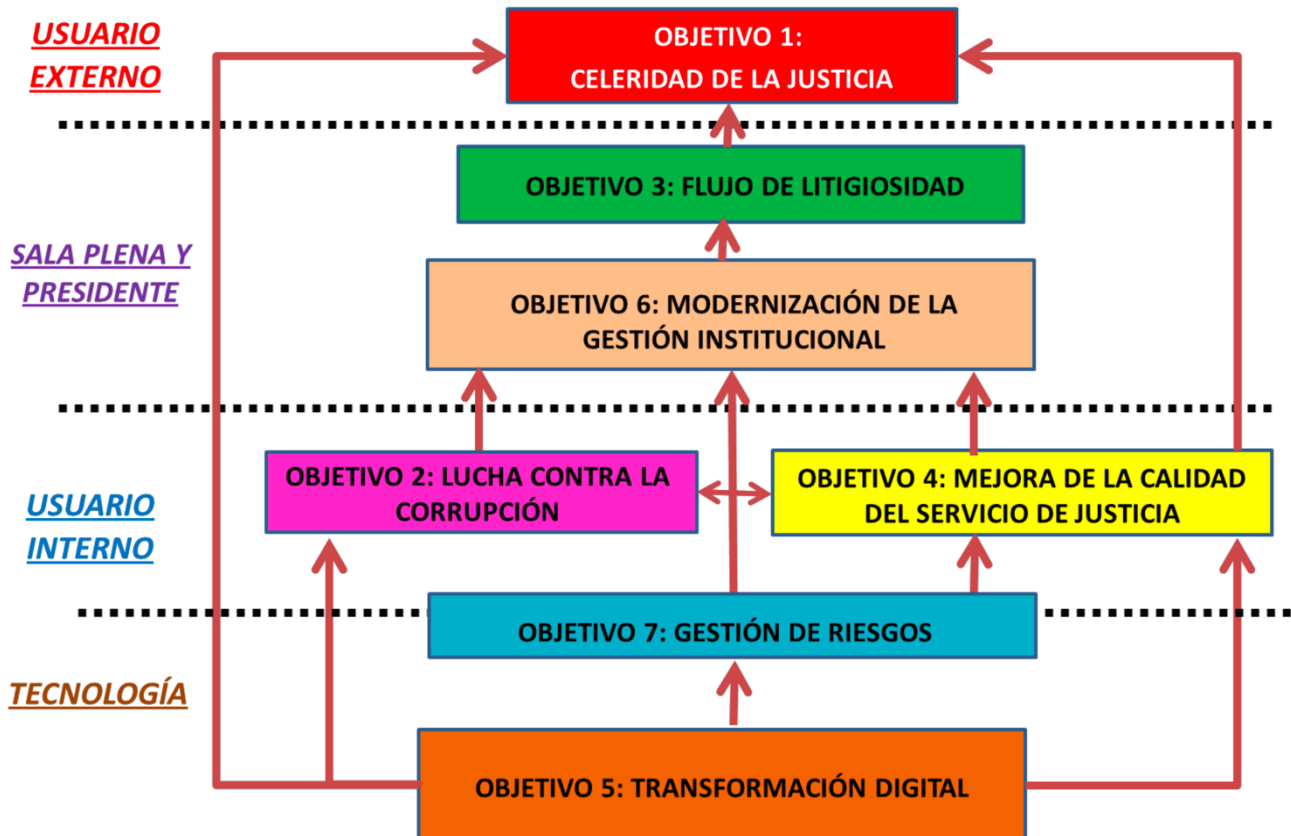 USUARIO
EXTERNO
OBJETIVO 1:
CELERIDAD DE LA JUSTICIA
OBJETIVO 3: FLUJO DE LITIGIOSIDAD
SALA PLENA Y
PRESIDENTE
OBJETIVO 6: MODERNIZACIÓN DE LA
GESTIÓN INSTITUCIONAL
USUARIO
INTERNO
OBJETIVO 2: LUCHA CONTRA LA
CORRUPCIÓN
OBJETIVO 4: MEJORA DE LA CALIDAD
DEL SERVICIO DE JUSTICIA
OBJETIVO 7: GESTIÓN DE RIESGOS
TECNOLOGÍA
OBJETIVO 5: TRANSFORMACIÓN DIGITAL